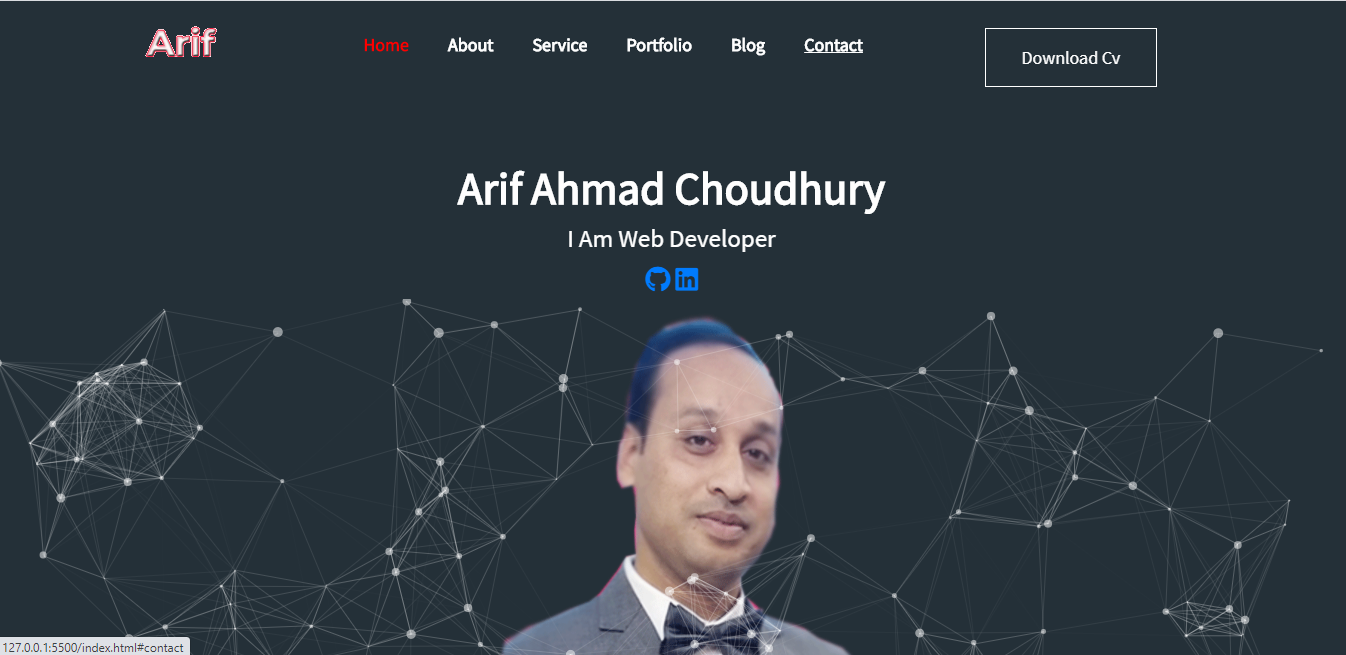 Arif
Home About Service Portfolio Blog Contact
Download Cv
Arif Ahmad Choudhury
I Am Web Developer
in
127.0.0.1:5500/index.html#contact